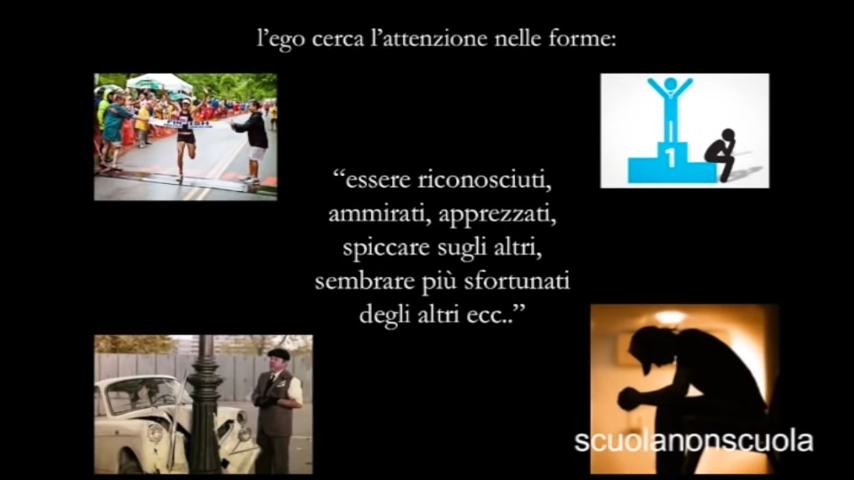 l'ego cerca l'attenzione nelle forme:
FINISH
1
"essere riconosciuti,
ammirati, apprezzati,
spiccare sugli altri,
sembrare più sfortunati
degli altri ecc.."
scuolanonscuola